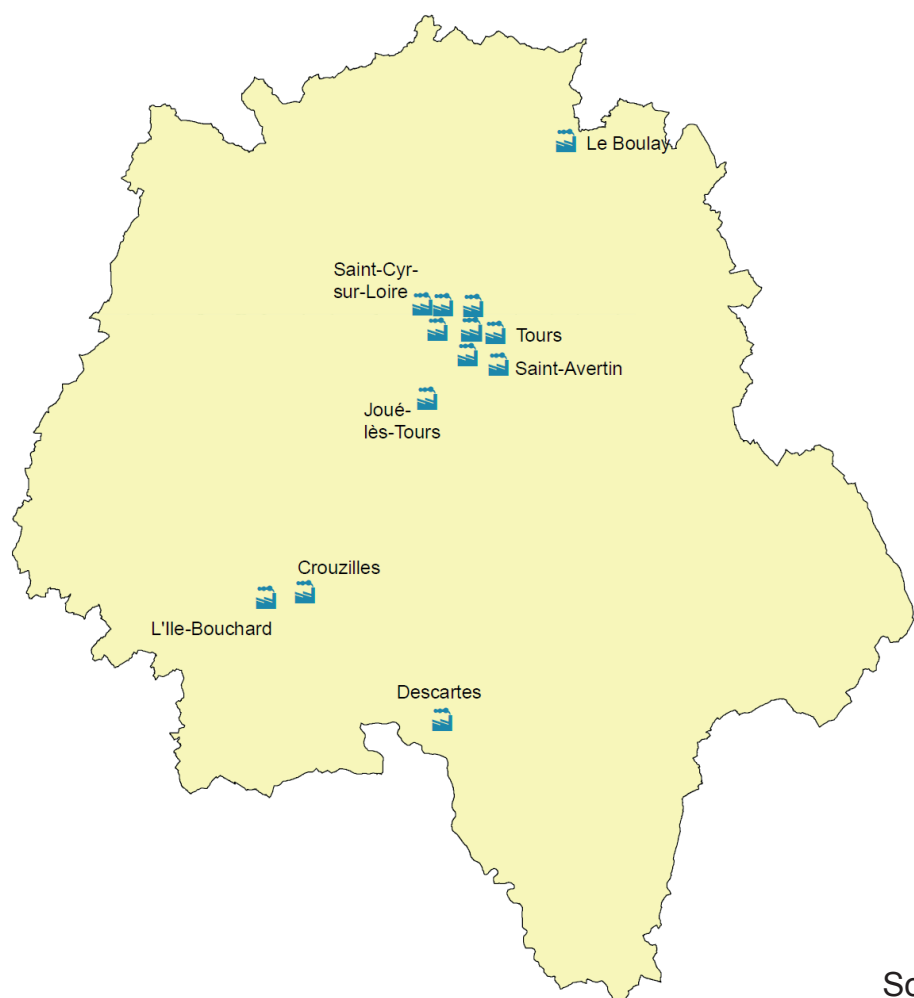 Le Boulay
Saint-Cyr-
sur-Loire
Tours
Saint-Avertin
Joué-
lès-Tours
Crouzilles
L'Ile-Bouchard
Descartes